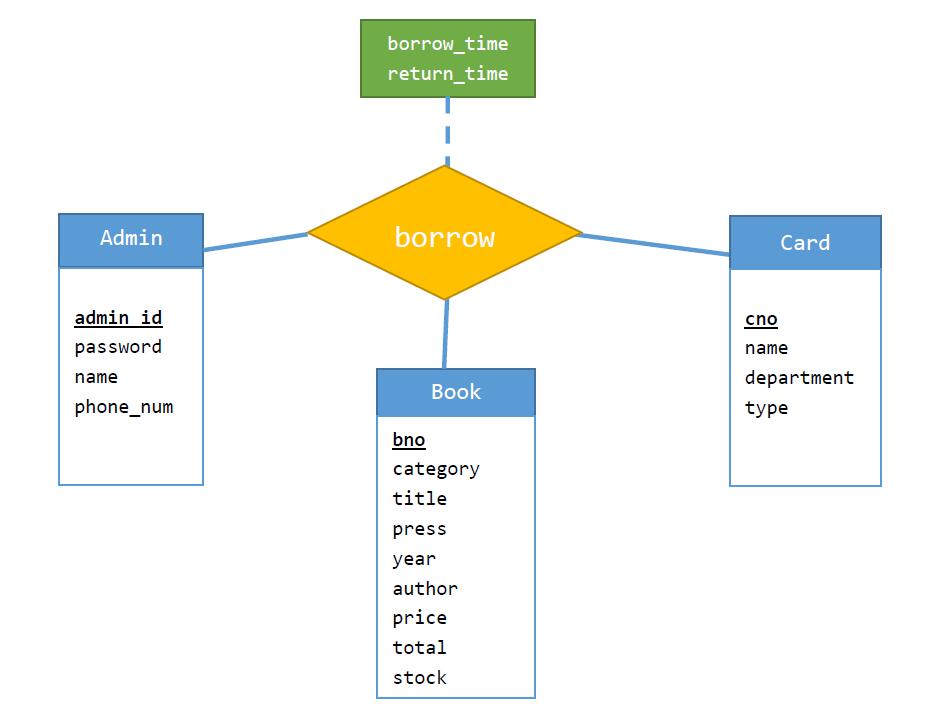 borrow_time
return_time
borrow
Admin
admin_id
password
name
phone_num
Book
bno
category
title
press
year
author
price
total
stock
Card
cno
name
department
type